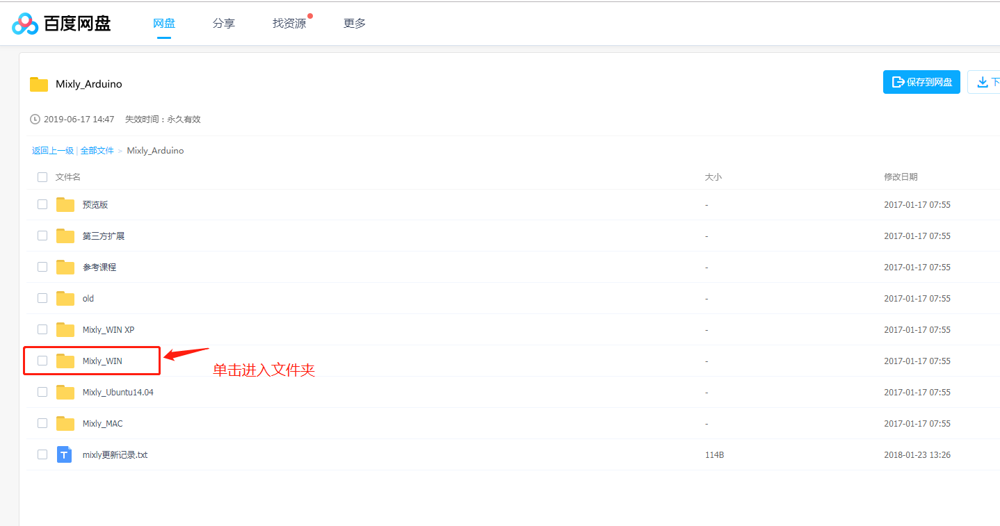 百度网盘 网盘 分享 找资源 更多
Mixly_Arduino 保存到网盘 下
2019-06-17 14:47 失效时间：永久有效
返回上一级 | 全部文件 > Mixly_Arduino
文件名 大小 修改日期
预览版 - 2017-01-17 07:55
第三方扩展 - 2017-01-17 07:55
参考课程 - 2017-01-17 07:55
old - 2017-01-17 07:55
Mixly_WIN XP - 2017-01-17 07:55
Mixly_WIN - 2017-01-17 07:55
单击进入文件夹
Mixly_Ubuntu14.04 - 2017-01-17 07:55
Mixly_MAC - 2017-01-17 07:55
T mixly更新记录.txt 114B 2018-01-23 13:26